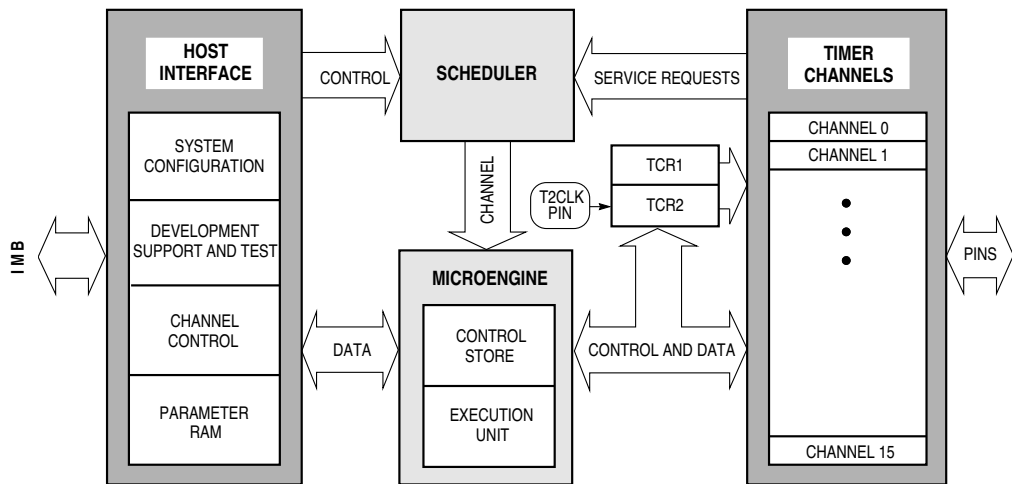 HOST
INTERFACE
SYSTEM
CONFIGURATION
DEVELOPMENT
SUPPORT AND TEST
CHANNEL
CONTROL
PARAMETER
RAM
IMB
CONTROL
SCHEDULER
SERVICE REQUESTS
CHANNEL
TCR1
TCR2
T2CLK
PIN
MICROENGINE
CONTROL
STORE
EXECUTION
UNIT
DATA
CONTROL AND DATA
TIMER
CHANNELS
CHANNEL 0
CHANNEL 1
CHANNEL 15
PINS